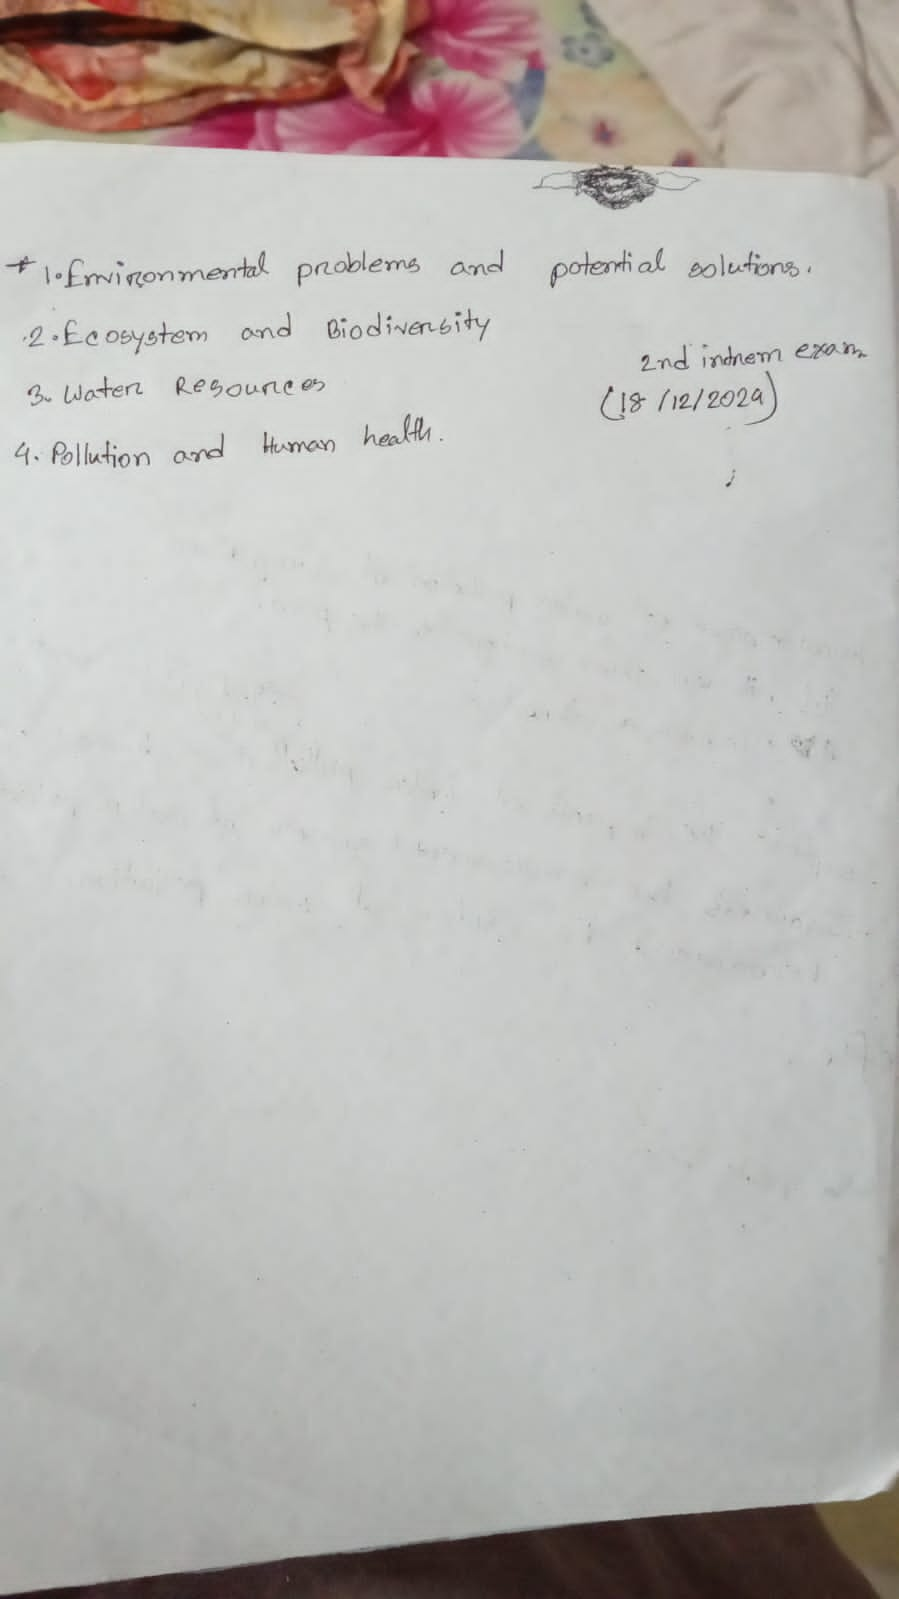 * 1. Environmental problems and potential solutions.
2. Ecosystem and Biodiversity
3. Water Resources
4. Pollution and Human health.
2nd internm exam
(18/12/2024)